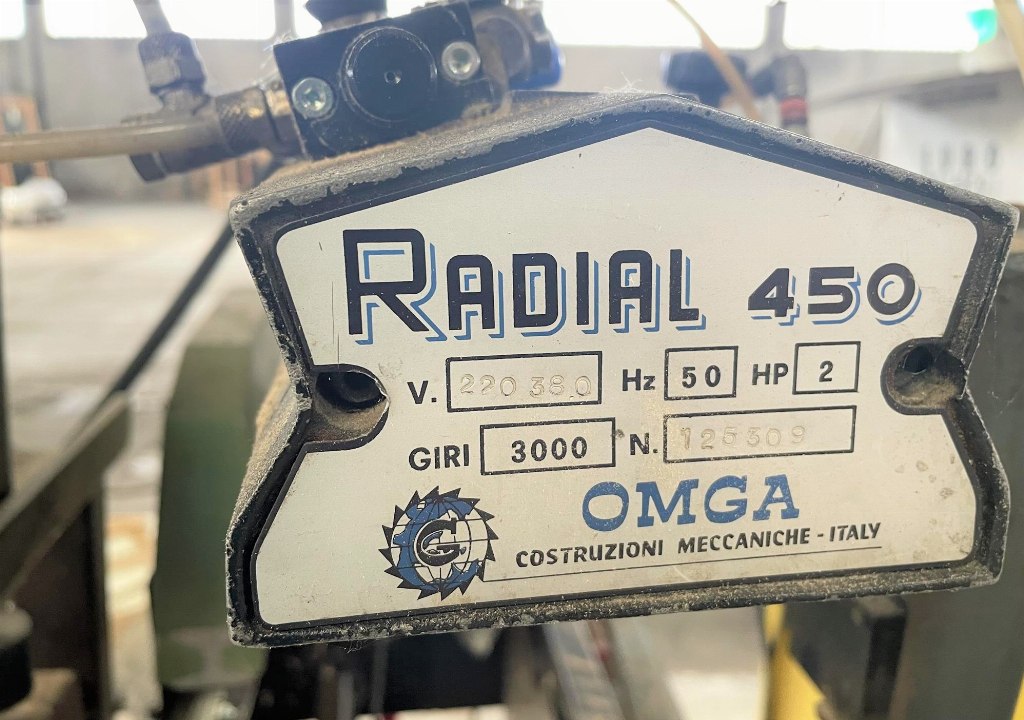 RADIAL 450
V. 220 380 Hz 50 HP 2
GIRI 3000 N. 125309
G
OMGA
COSTRUZIONI MECCANICHE - ITALY